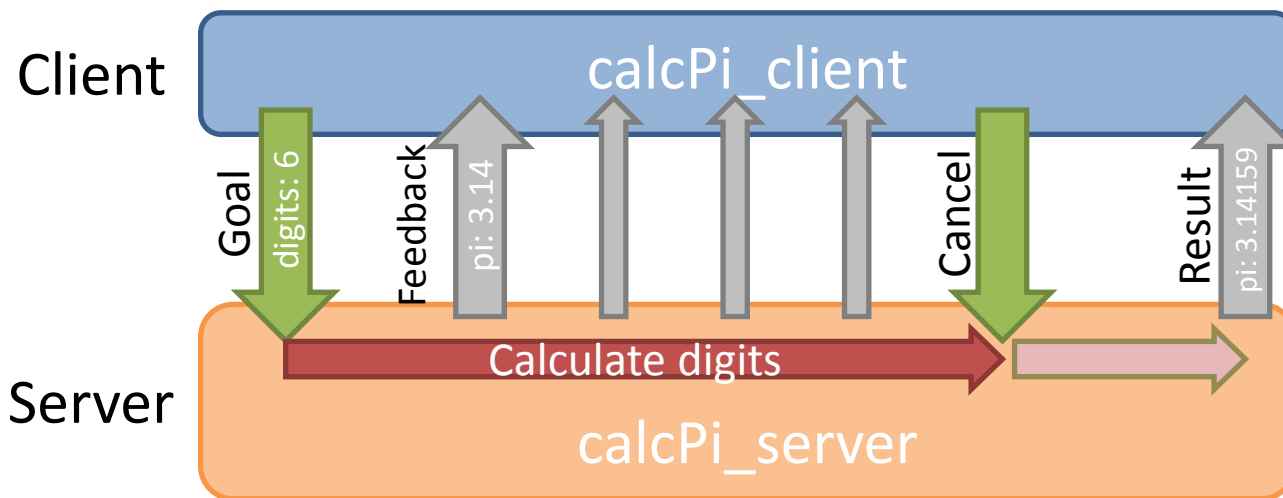 Client
calcPi_client
Goal
digits: 6
Feedback
pi: 3.14
Cancel
Result
pi: 3.14159
Calculate digits
Server
calcPi_server